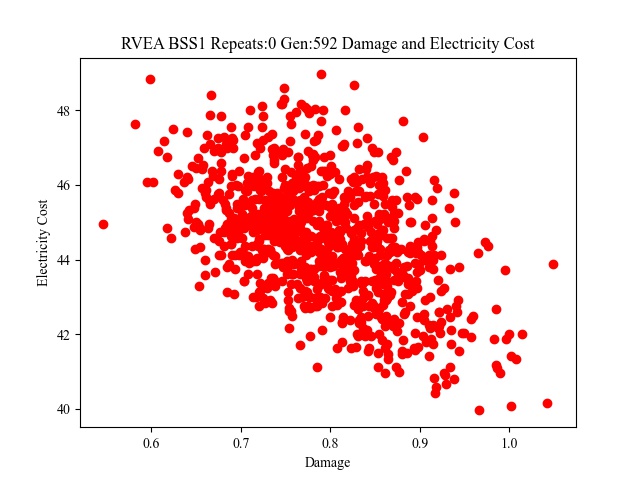 RVEA BSS1 Repeats:0 Gen:592 Damage and Electricity Cost
48
46
44
42
40
Electricity Cost
0.6 0.7 0.8 0.9 1.0
Damage